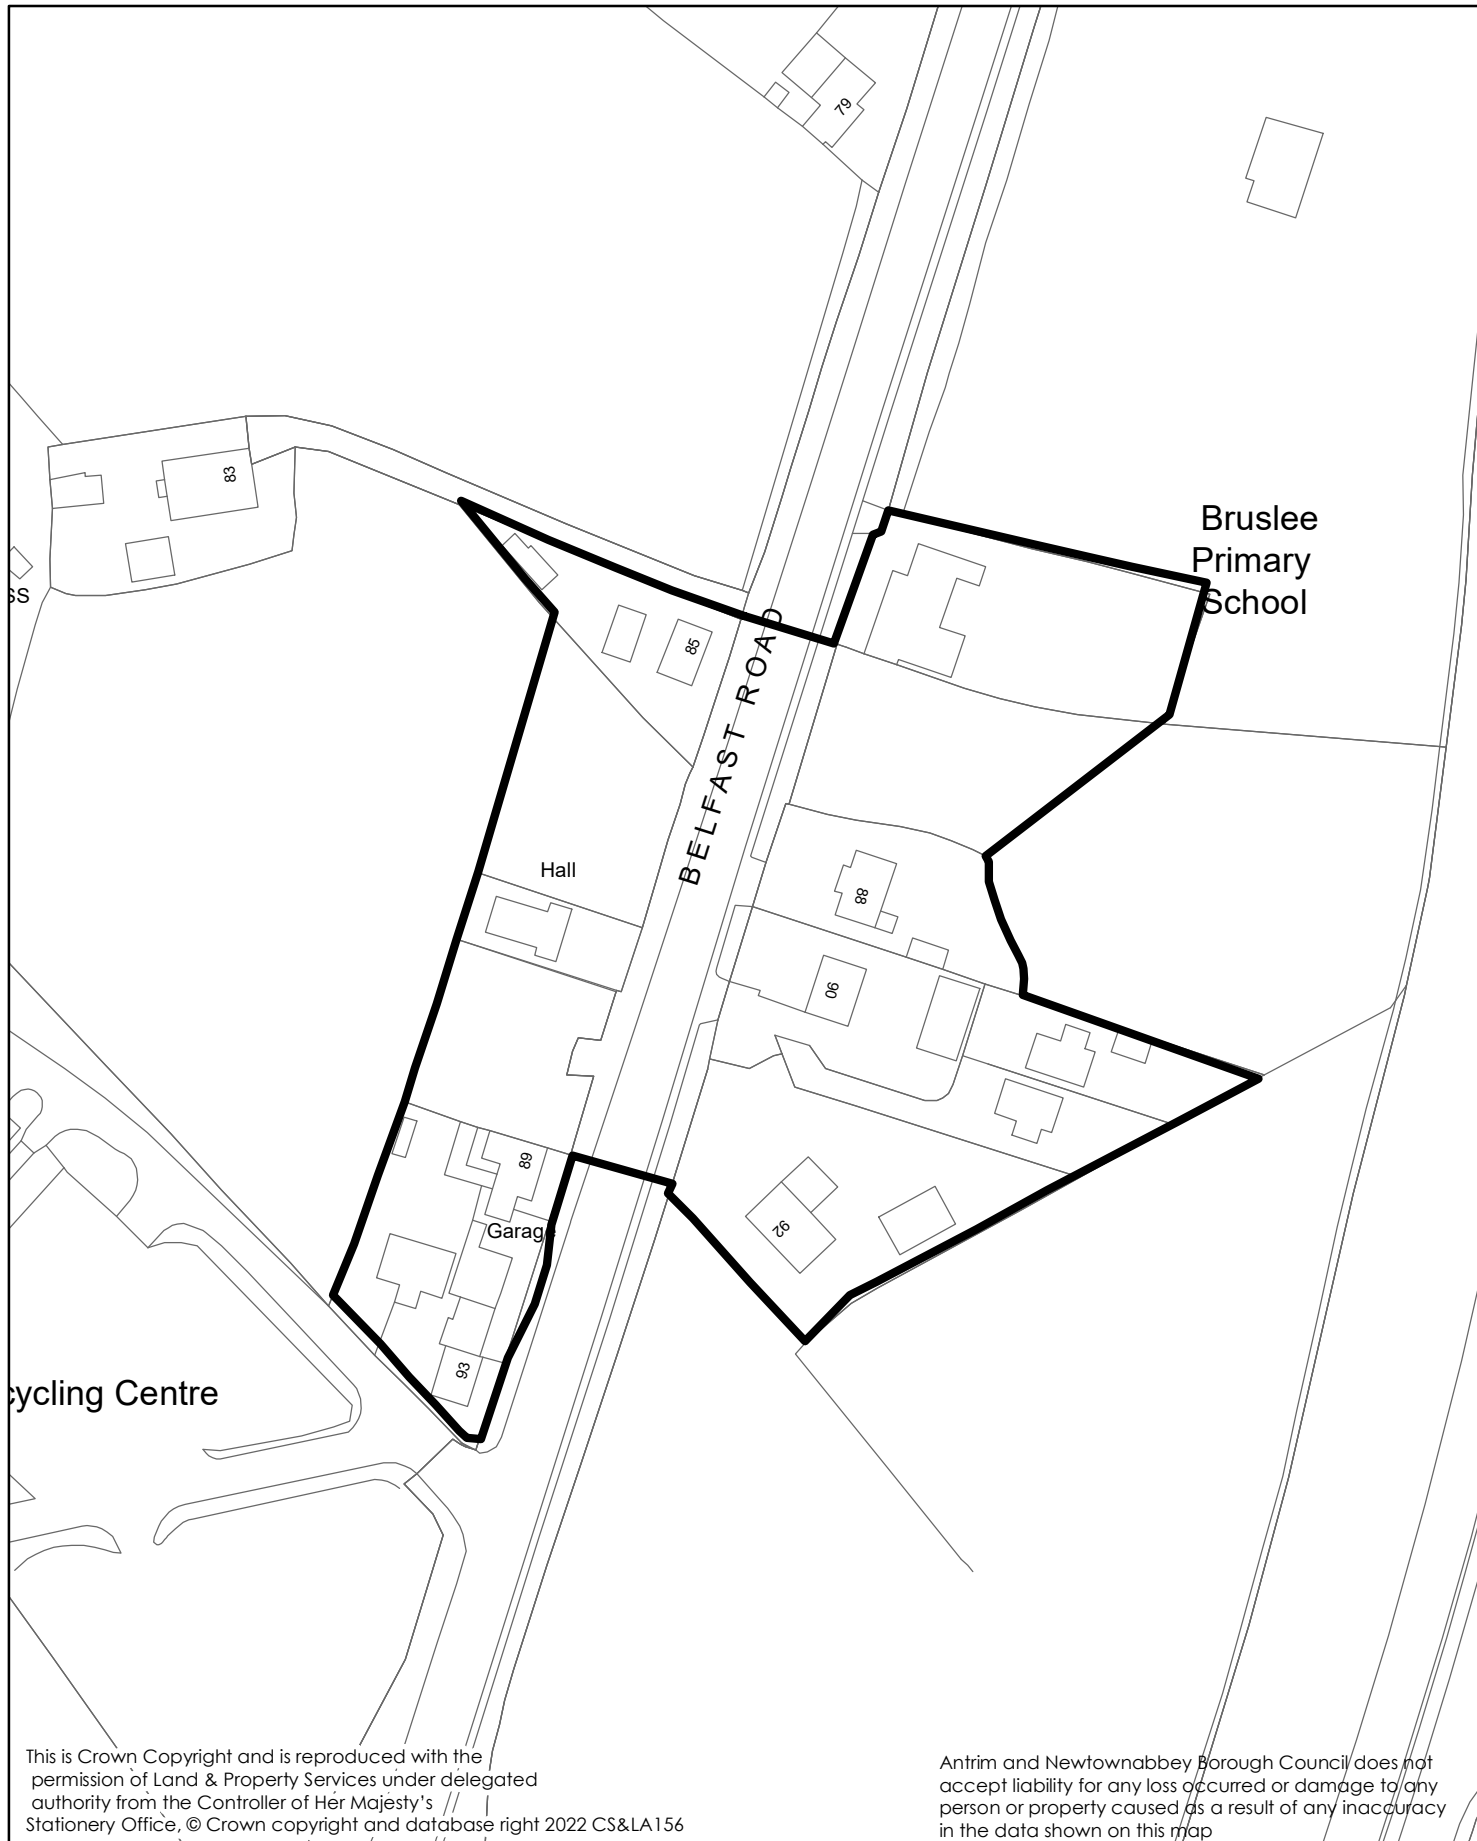 79
83
Bruslee
Primary
School
SS
85
BELFAST ROAD
Hall
88
90
89
Garage
92
93
cycling Centre
This is Crown Copyright and is reproduced with the
permission of Land & Property Services under delegated
authority from the Controller of Her Majesty's
Stationery Office, © Crown copyright and database right 2022 CS&LA156
Antrim and Newtownabbey Borough Council does not
accept liability for any loss occurred or damage to any
person or property caused as a result of any inaccuracy
in the data shown on this map